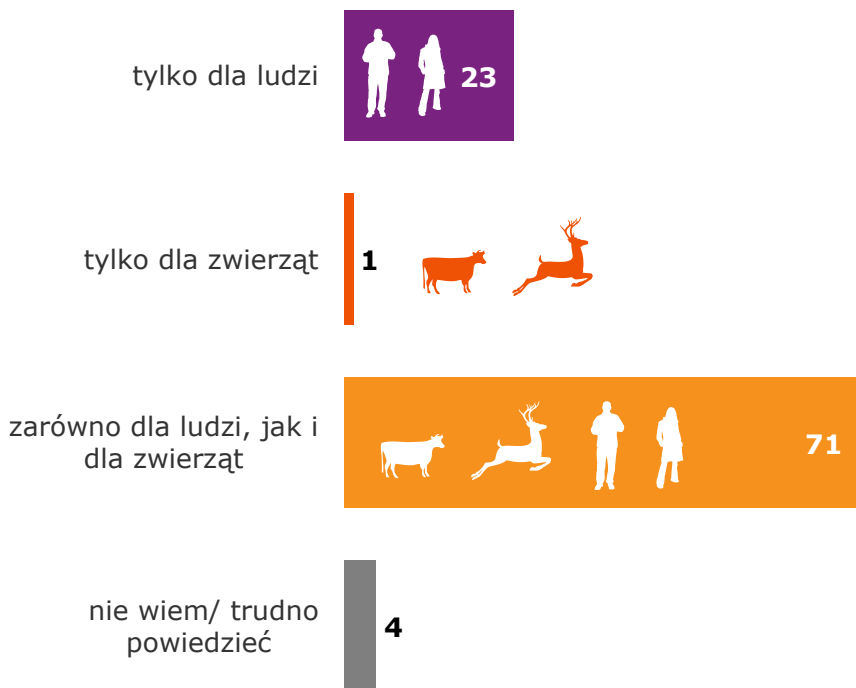 tylko dla ludzi
23
tylko dla zwierząt
1
zarówno dla ludzi, jak i
dla zwierząt
71
nie wiem/ trudno
powiedzieć
4